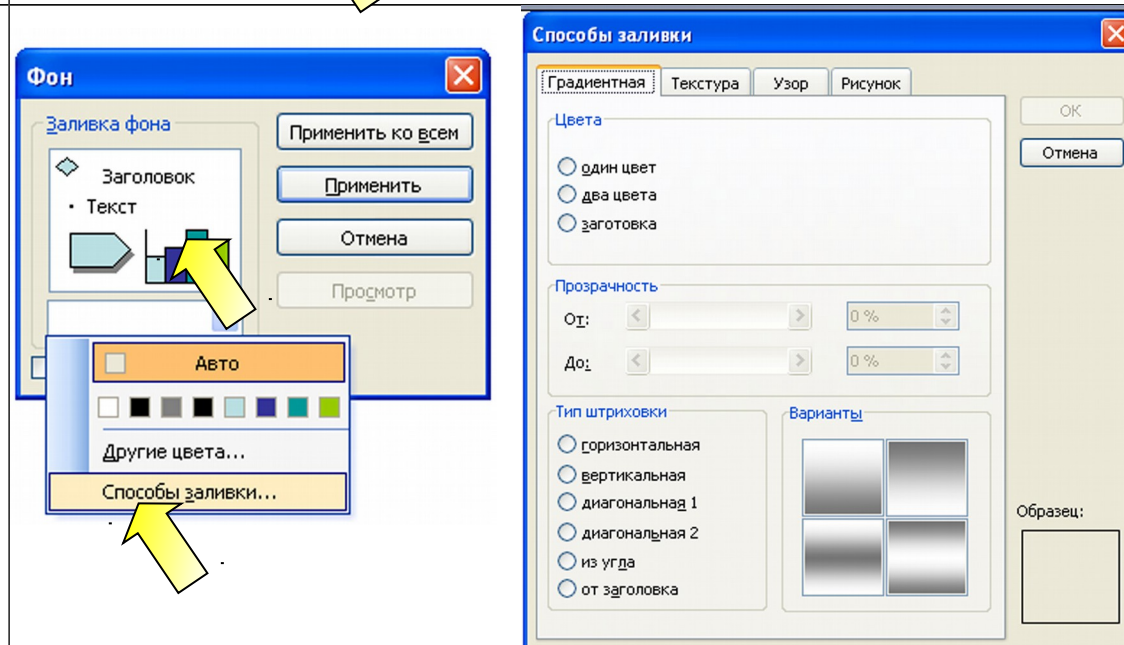 Фон
Заливка фона
Заголовок
• Текст
Применить ко всем
Применить
Отмена
Просмотр
Авто
Другие цвета...
Способы заливки...
Способы заливки
Градиентная
Текстура
Узор
Рисунок
ОК
Отмена
Цвета
один цвет
два цвета
заготовка
Прозрачность
От:
0 %
До:
0 %
Тип штриховки
горизонтальная
вертикальная
диагональная 1
диагональная 2
из угла
от заголовка
Варианты
Образец: